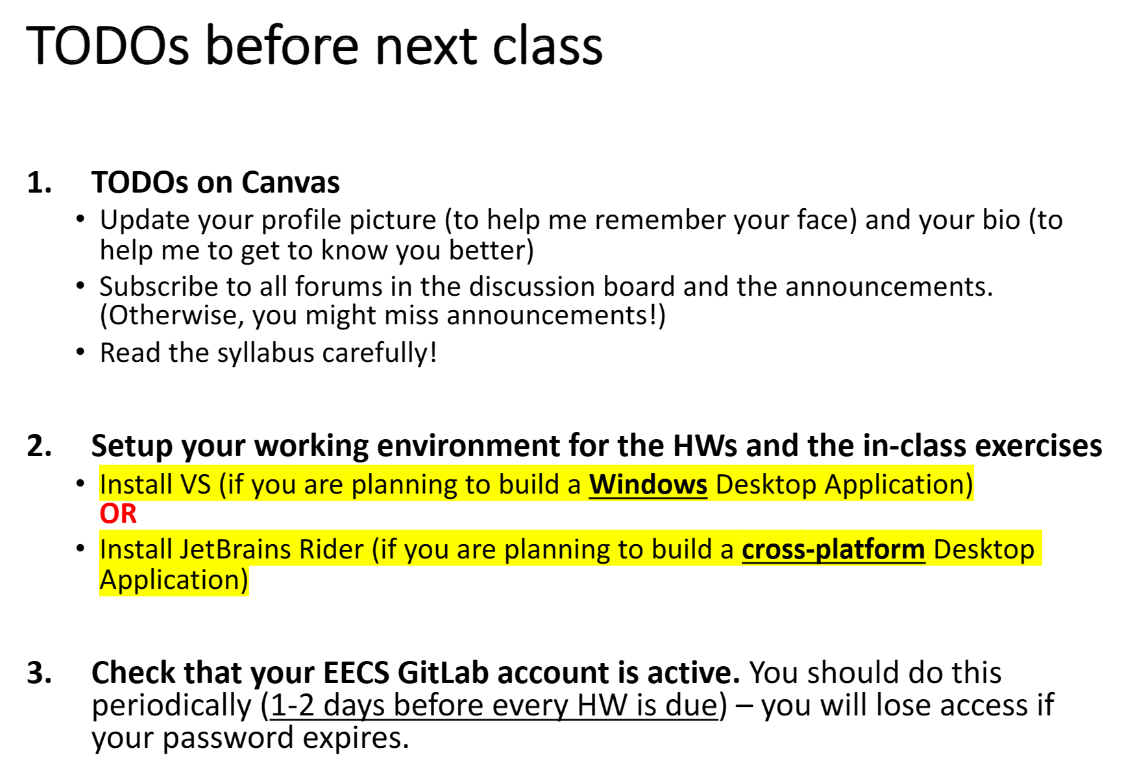 TODOs before next class
1. TODOs on Canvas
• Update your profile picture (to help me remember your face) and your bio (to
help me to get to know you better)
• Subscribe to all forums in the discussion board and the announcements.
(Otherwise, you might miss announcements!)
• Read the syllabus carefully!
2. Setup your working environment for the HWs and the in-class exercises
• Install VS (if you are planning to build a Windows Desktop Application)
OR
• Install JetBrains Rider (if you are planning to build a cross-platform Desktop
Application)
3. Check that your EECS GitLab account is active. You should do this
periodically (1-2 days before every HW is due) – you will lose access if
your password expires.